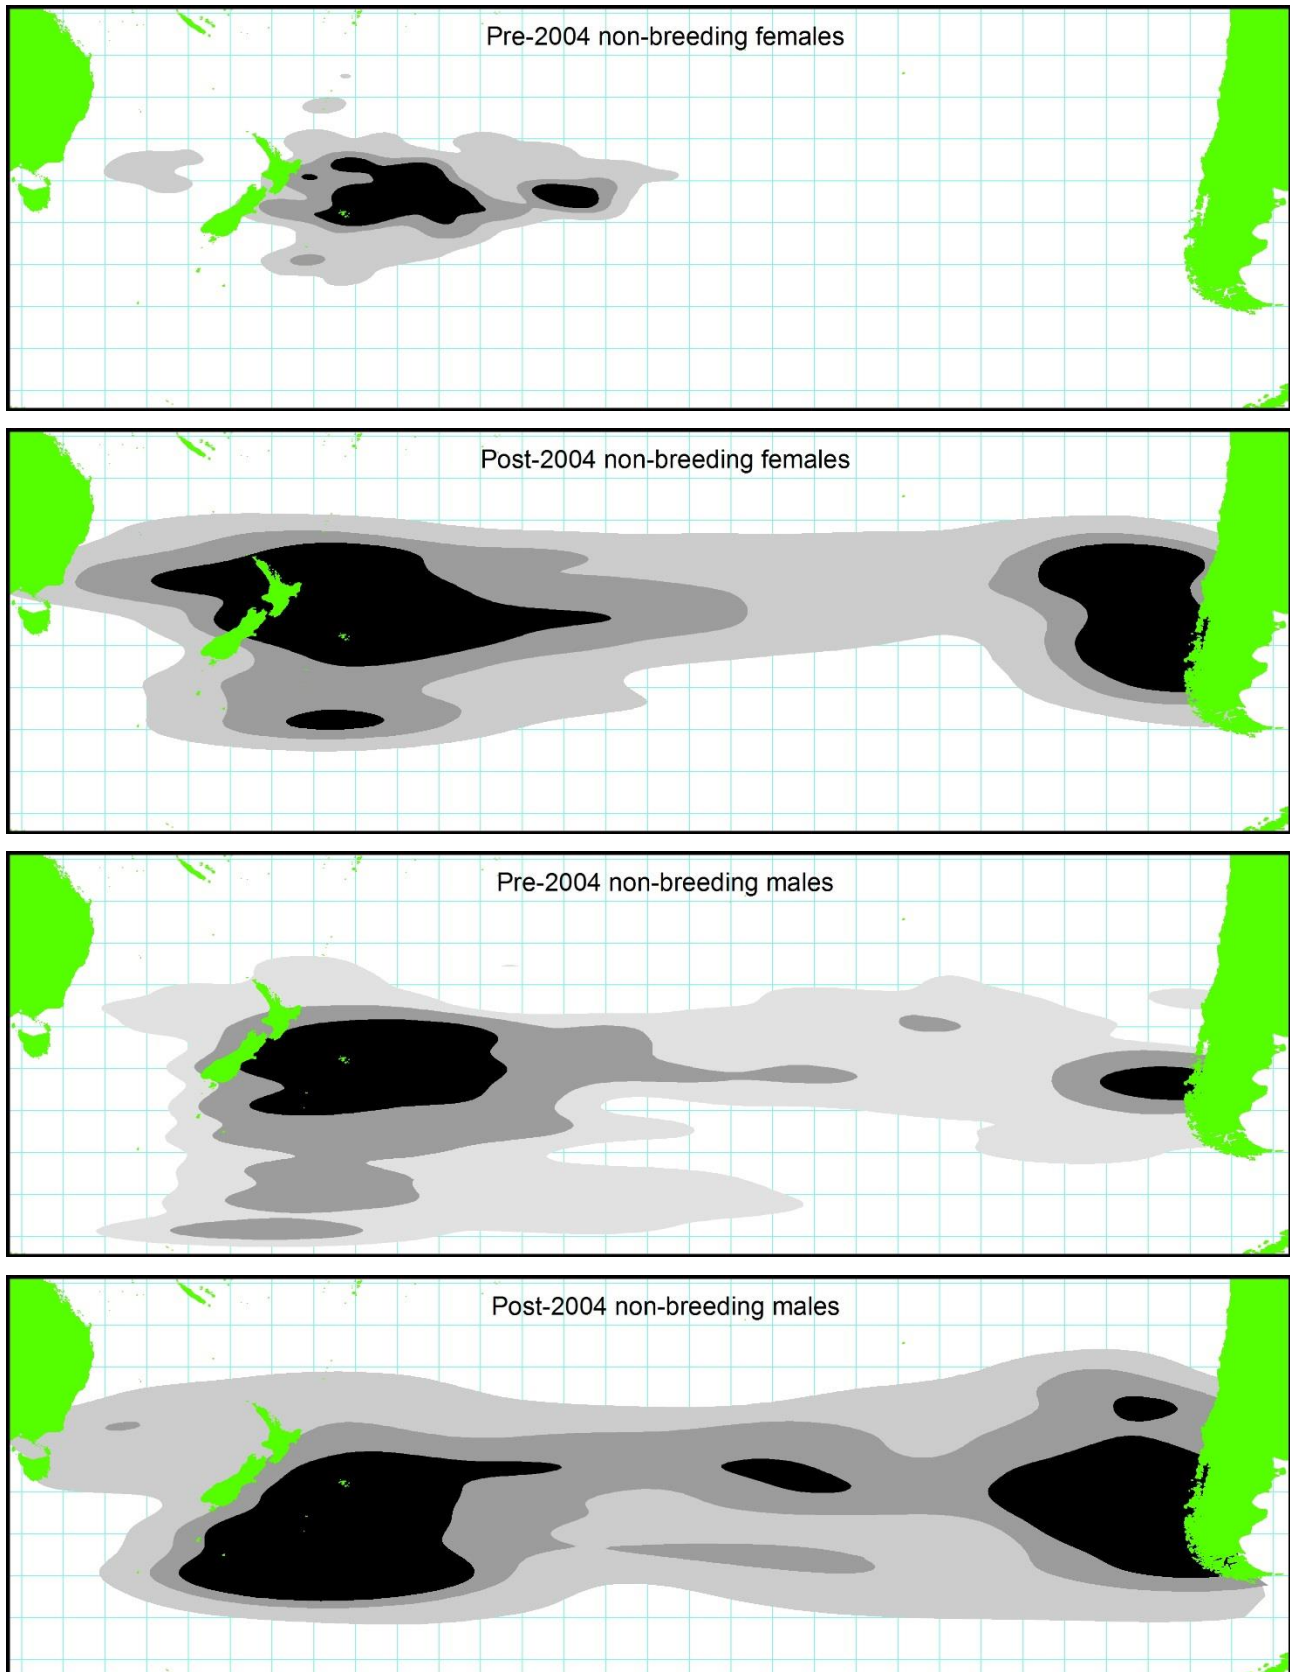 Pre-2004 non-breeding females
Post-2004 non-breeding females
Pre-2004 non-breeding males
Post-2004 non-breeding males